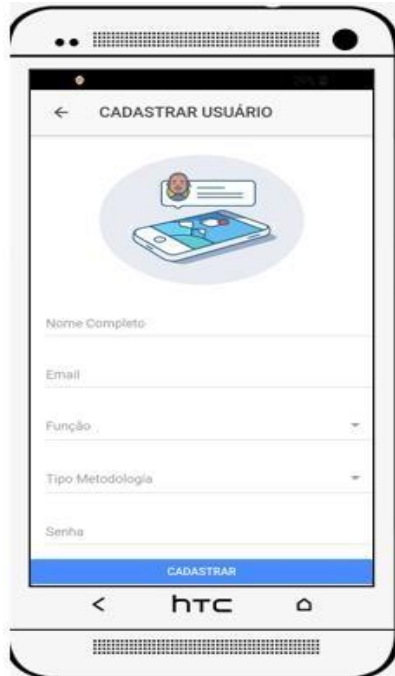 CADASTRAR USUÁRIO
Nome Completo
Email
Função
Tipo Metodologia
Senha
CADASTRAR
hTC